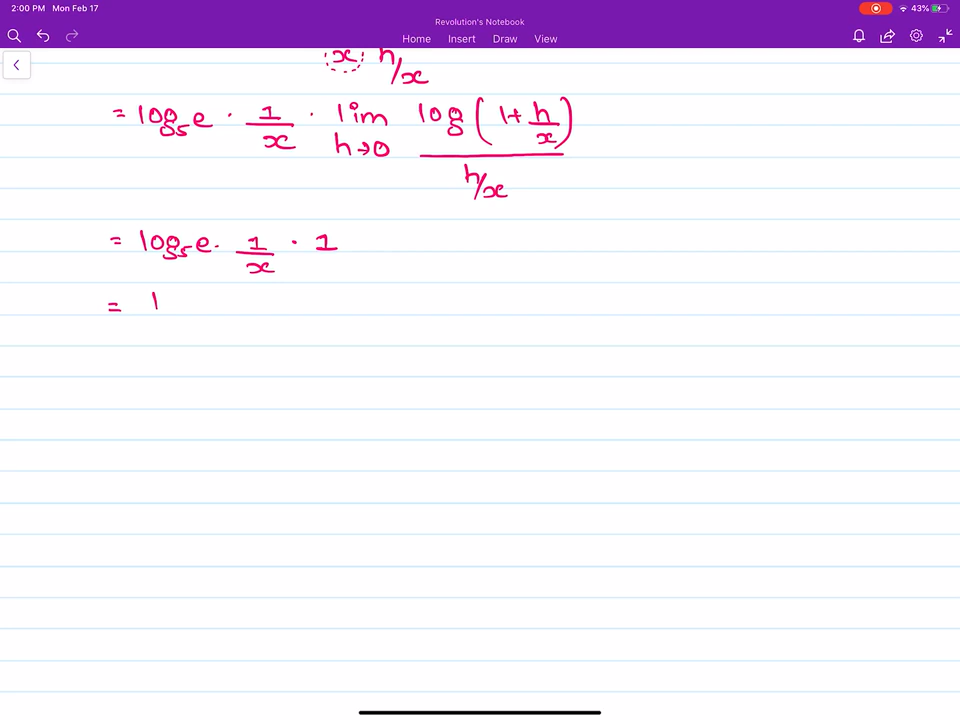 2:00 PM Mon Feb 17
43%
Revolution's Notebook
Home Insert Draw View
x h/x
= log₅e · 1/x · lim h→0 log(1+h/x) / h/x
= log₅e · 1/x · 1
= 1